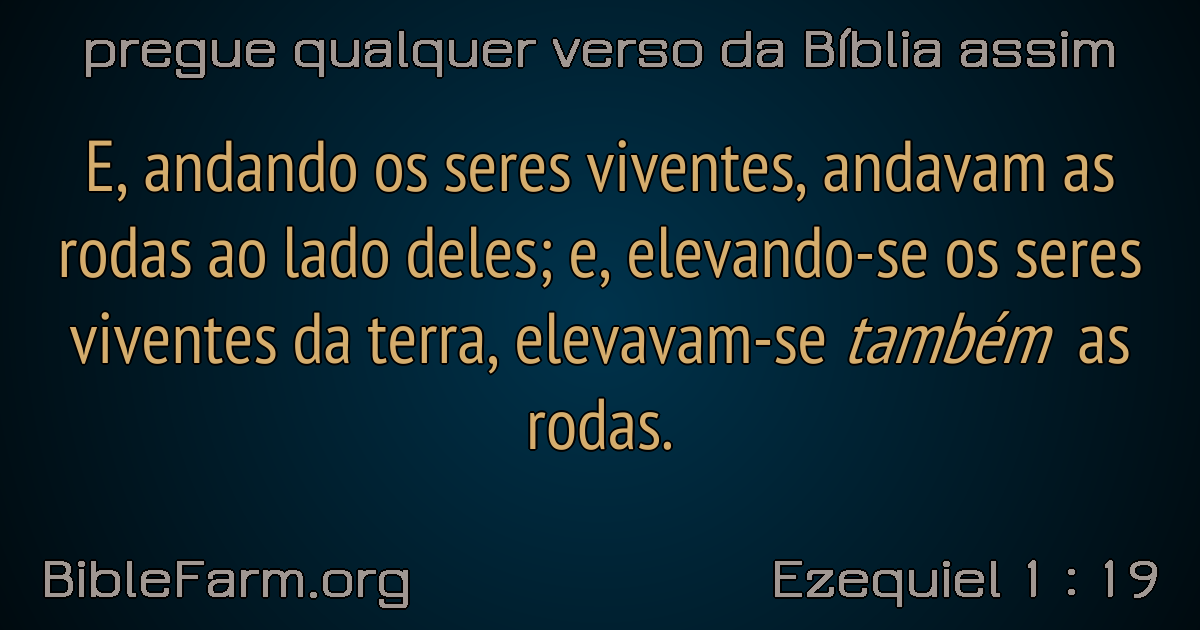 pregue qualquer verso da Bíblia assim
E, andando os seres viventes, andavam as
rodas ao lado deles; e, elevando-se os seres
viventes da terra, elevavam-se também as
rodas.
BibleFarm.org
Ezequiel 1 : 19